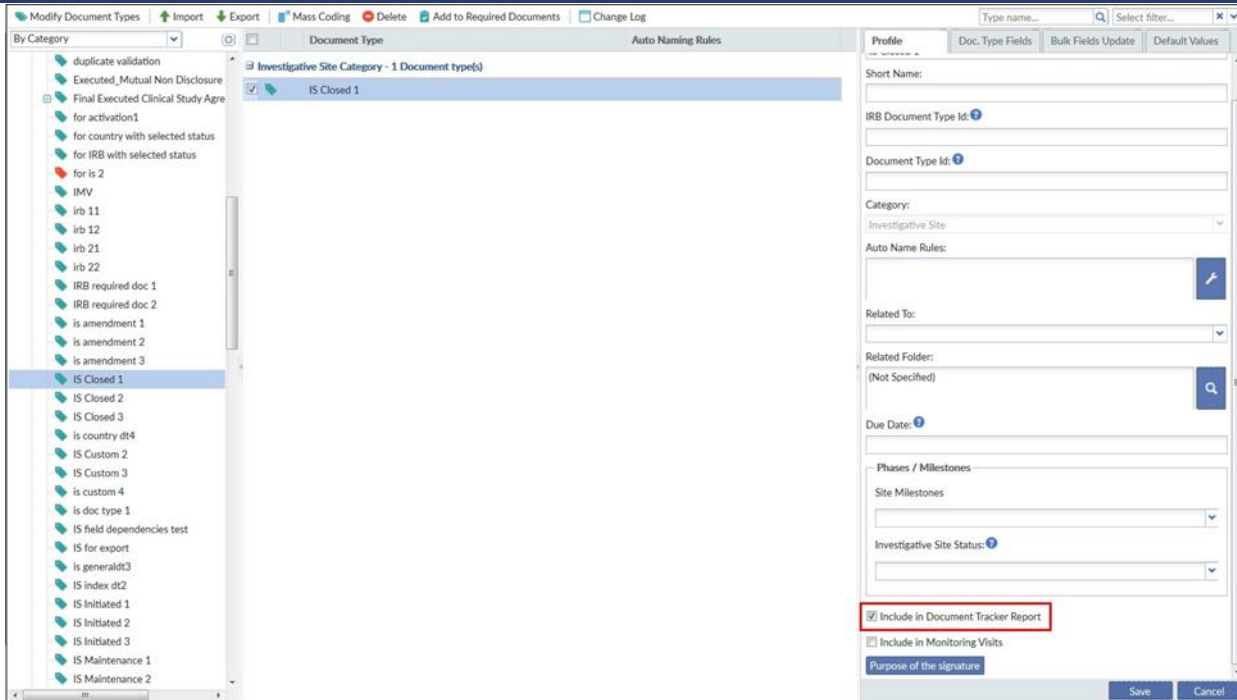 Modify Document Types Import Export Mass Coding Delete Add to Required Documents Change Log Type name... Select filter...
By Category
duplicate validation
Executed_Mutual Non Disclosure
Final Executed Clinical Study Agre
for activation1
for country with selected status
for IRB with selected status
for is 2
IMV
irb 11
irb 12
irb 21
irb 22
IRB required doc 1
IRB required doc 2
is amendment 1
is amendment 2
is amendment 3
IS Closed 1
IS Closed 2
IS Closed 3
is country dt4
IS Custom 2
IS Custom 3
is custom 4
is doc type 1
IS field dependencies test
IS for export
is generaldt3
IS index dt2
IS Initiated 1
IS Initiated 2
IS Initiated 3
IS Maintenance 1
IS Maintenance 2
Document Type Auto Naming Rules
Investigative Site Category - 1 Document type(s)
IS Closed 1
Profile Doc. Type Fields Bulk Fields Update Default Values
Short Name:
IRB Document Type Id:
Document Type Id:
Category:
Investigative Site
Auto Name Rules:
Related To:
Related Folder:
(Not Specified)
Due Date:
Phases / Milestones
Site Milestones
Investigative Site Status:
Include in Document Tracker Report
Include in Monitoring Visits
Purpose of the signature
Save Cancel